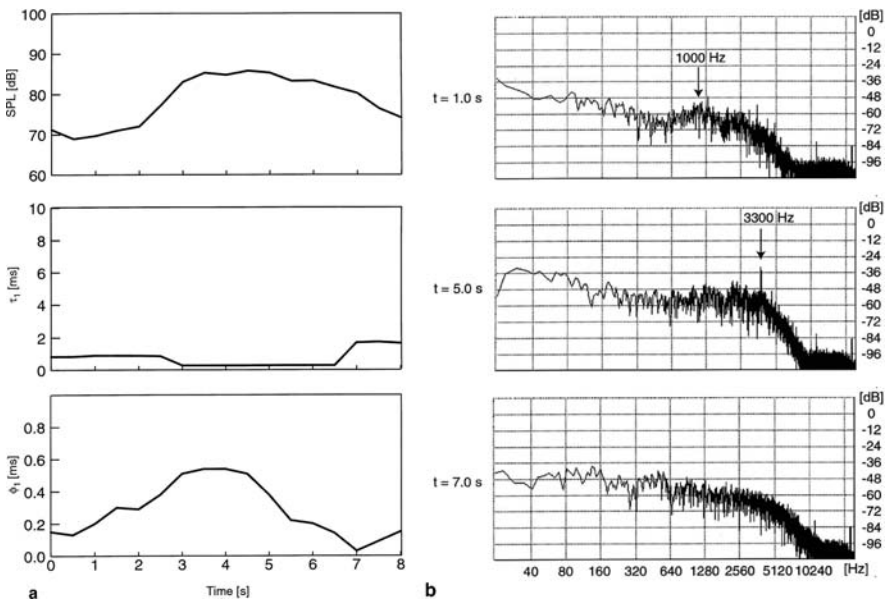 100
90
80
70
60
SPL [dB]
10
8
6
4
2
0
τ1 [ms]
0.8
0.6
0.4
0.2
0.0
ϕ1 [ms]
0 1 2 3 4 5 6 7 8
Time [s]
a
t = 1.0 s
1000 Hz
[dB]
0
-12
-24
-36
-48
-60
-72
-84
-96
t = 5.0 s
3300 Hz
[dB]
0
-12
-24
-36
-48
-60
-72
-84
-96
t = 7.0 s
[dB]
0
-12
-24
-36
-48
-60
-72
-84
-96
40 80 160 320 640 1280 2560 5120 10240 [Hz]
b